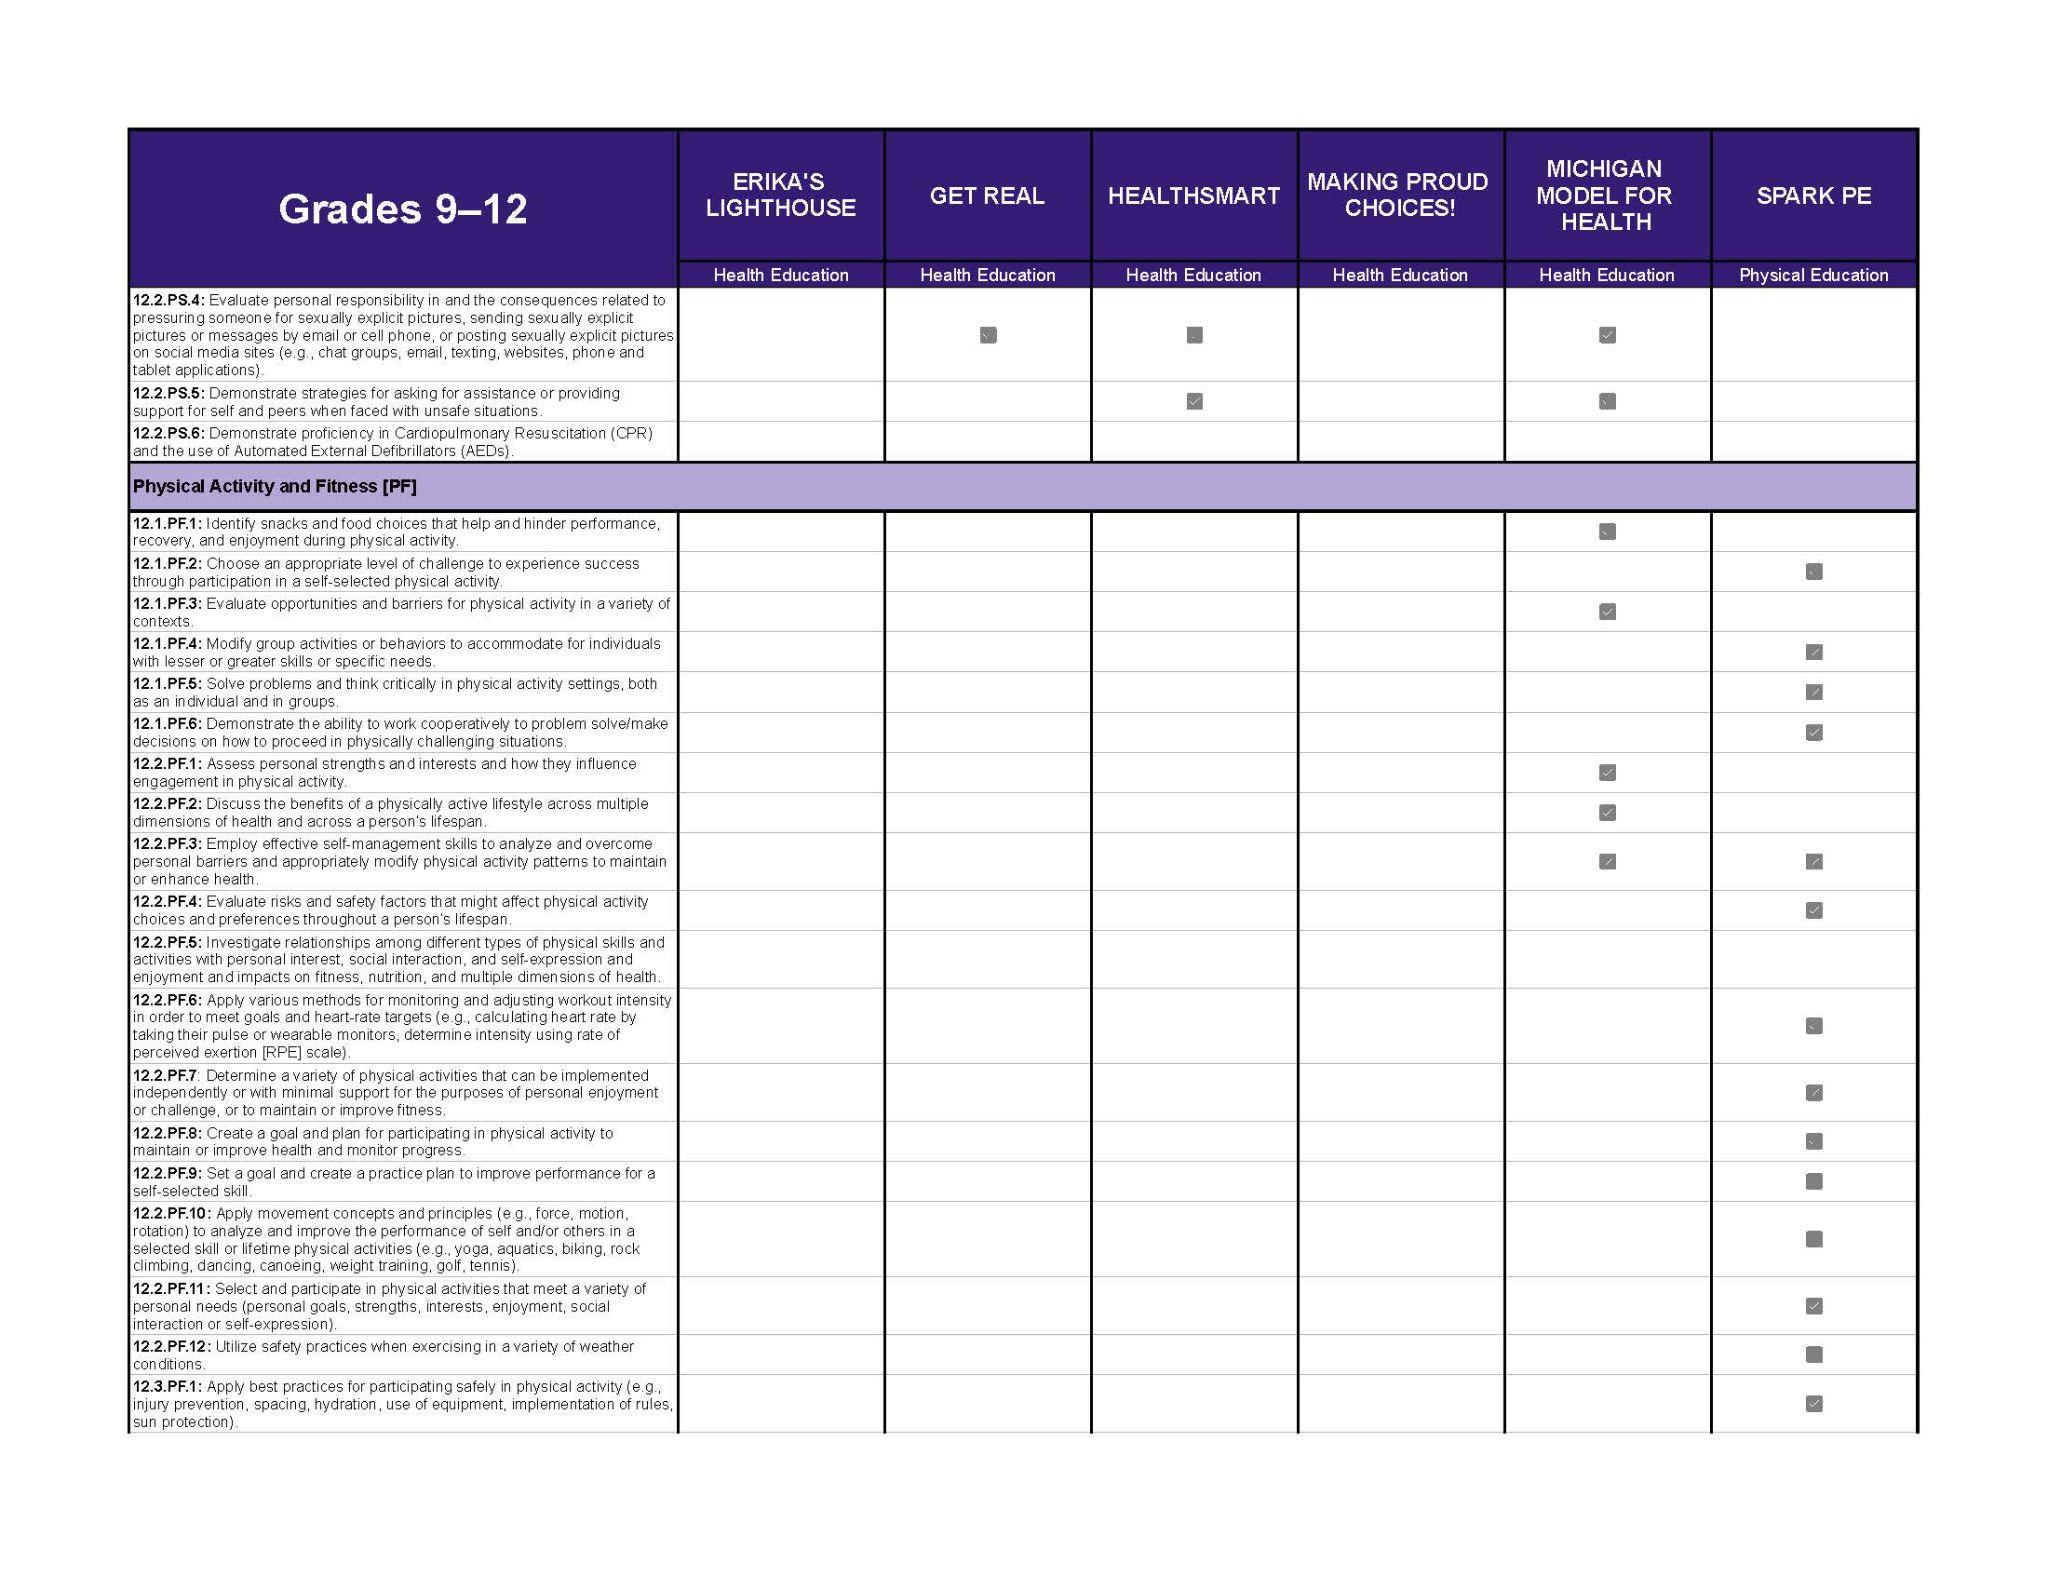 Grades 9–12
ERIKA'S
LIGHTHOUSE
GET REAL
HEALTHSMART
MAKING PROUD
CHOICES!
MICHIGAN
MODEL FOR
HEALTH
SPARK PE
Health Education
Health Education
Health Education
Health Education
Health Education
Physical Education
12.2.PS.4: Evaluate personal responsibility in and the consequences related to
pressuring someone for sexually explicit pictures, sending sexually explicit
pictures or messages by email or cell phone, or posting sexually explicit pictures
on social media sites (e.g., chat groups, email, texting, websites, phone and
tablet applications).
12.2.PS.5: Demonstrate strategies for asking for assistance or providing
support for self and peers when faced with unsafe situations.
12.2.PS.6: Demonstrate proficiency in Cardiopulmonary Resuscitation (CPR)
and the use of Automated External Defibrillators (AEDs).
Physical Activity and Fitness [PF]
12.1.PF.1: Identify snacks and food choices that help and hinder performance,
recovery, and enjoyment during physical activity.
12.1.PF.2: Choose an appropriate level of challenge to experience success
through participation in a self-selected physical activity.
12.1.PF.3: Evaluate opportunities and barriers for physical activity in a variety of
contexts.
12.1.PF.4: Modify group activities or behaviors to accommodate for individuals
with lesser or greater skills or specific needs.
12.1.PF.5: Solve problems and think critically in physical activity settings, both
as an individual and in groups.
12.1.PF.6: Demonstrate the ability to work cooperatively to problem solve/make
decisions on how to proceed in physically challenging situations.
12.2.PF.1: Assess personal strengths and interests and how they influence
engagement in physical activity.
12.2.PF.2: Discuss the benefits of a physically active lifestyle across multiple
dimensions of health and across a person's lifespan.
12.2.PF.3: Employ effective self-management skills to analyze and overcome
personal barriers and appropriately modify physical activity patterns to maintain
or enhance health.
12.2.PF.4: Evaluate risks and safety factors that might affect physical activity
choices and preferences throughout a person's lifespan.
12.2.PF.5: Investigate relationships among different types of physical skills and
activities with personal interest, social interaction, and self-expression and
enjoyment and impacts on fitness, nutrition, and multiple dimensions of health.
12.2.PF.6: Apply various methods for monitoring and adjusting workout intensity
in order to meet goals and heart-rate targets (e.g., calculating heart rate by
taking their pulse or wearable monitors, determine intensity using rate of
perceived exertion [RPE] scale).
12.2.PF.7: Determine a variety of physical activities that can be implemented
independently or with minimal support for the purposes of personal enjoyment
or challenge, or to maintain or improve fitness.
12.2.PF.8: Create a goal and plan for participating in physical activity to
maintain or improve health and monitor progress.
12.2.PF.9: Set a goal and create a practice plan to improve performance for a
self-selected skill.
12.2.PF.10: Apply movement concepts and principles (e.g., force, motion,
rotation) to analyze and improve the performance of self and/or others in a
selected skill or lifetime physical activities (e.g., yoga, aquatics, biking, rock
climbing, dancing, canoeing, weight training, golf, tennis).
12.2.PF.11: Select and participate in physical activities that meet a variety of
personal needs (personal goals, strengths, interests, enjoyment, social
interaction or self-expression).
12.2.PF.12: Utilize safety practices when exercising in a variety of weather
conditions.
12.3.PF.1: Apply best practices for participating safely in physical activity (e.g.,
injury prevention, spacing, hydration, use of equipment, implementation of rules,
sun protection).